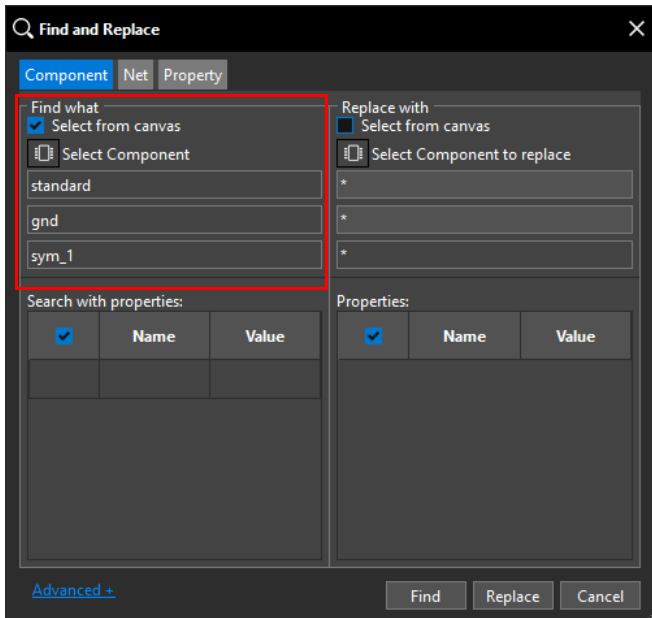 Find and Replace
Component Net Property
Find what
Select from canvas
Select Component
standard
gnd
sym_1
Replace with
Select from canvas
Select Component to replace
*
*
*
Search with properties:
Name Value
Properties:
Name Value
Advanced +
Find Replace Cancel